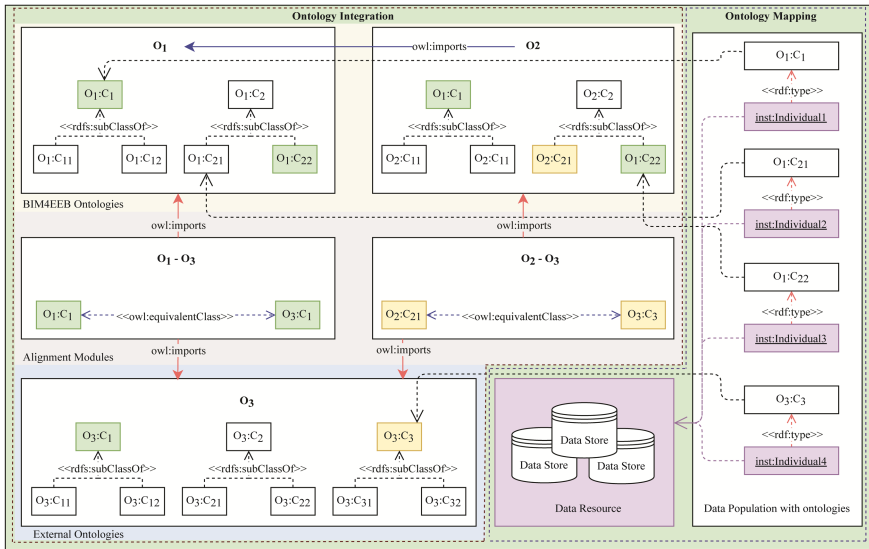 Ontology Integration
Ontology Mapping
O1
owl:imports
O2
O1:C1
O1:C2
<<rdfs:subClassOf>>
<<rdfs:subClassOf>>
O1:C11
O1:C12
O1:C21
O1:C22
O1:C1
O2:C2
<<rdfs:subClassOf>>
<<rdfs:subClassOf>>
O2:C11
O2:C11
O2:C21
O1:C22
BIM4EEB Ontologies
owl:imports
owl:imports
O1 - O3
O1:C1
<<owl:equivalentClass>>
O3:C1
O2 - O3
O2:C21
<<owl:equivalentClass>>
O3:C3
Alignment Modules
owl:imports
owl:imports
O3
O3:C1
O3:C2
O3:C3
<<rdfs:subClassOf>>
<<rdfs:subClassOf>>
<<rdfs:subClassOf>>
O3:C11
O3:C12
O3:C21
O3:C22
O3:C31
O3:C32
External Ontologies
Data Store
Data Store
Data Store
Data Resource
O1:C1
<<rdf:type>>
inst:Individual1
O1:C21
<<rdf:type>>
inst:Individual2
O1:C22
<<rdf:type>>
inst:Individual3
O3:C3
<<rdf:type>>
inst:Individual4
Data Population with ontologies